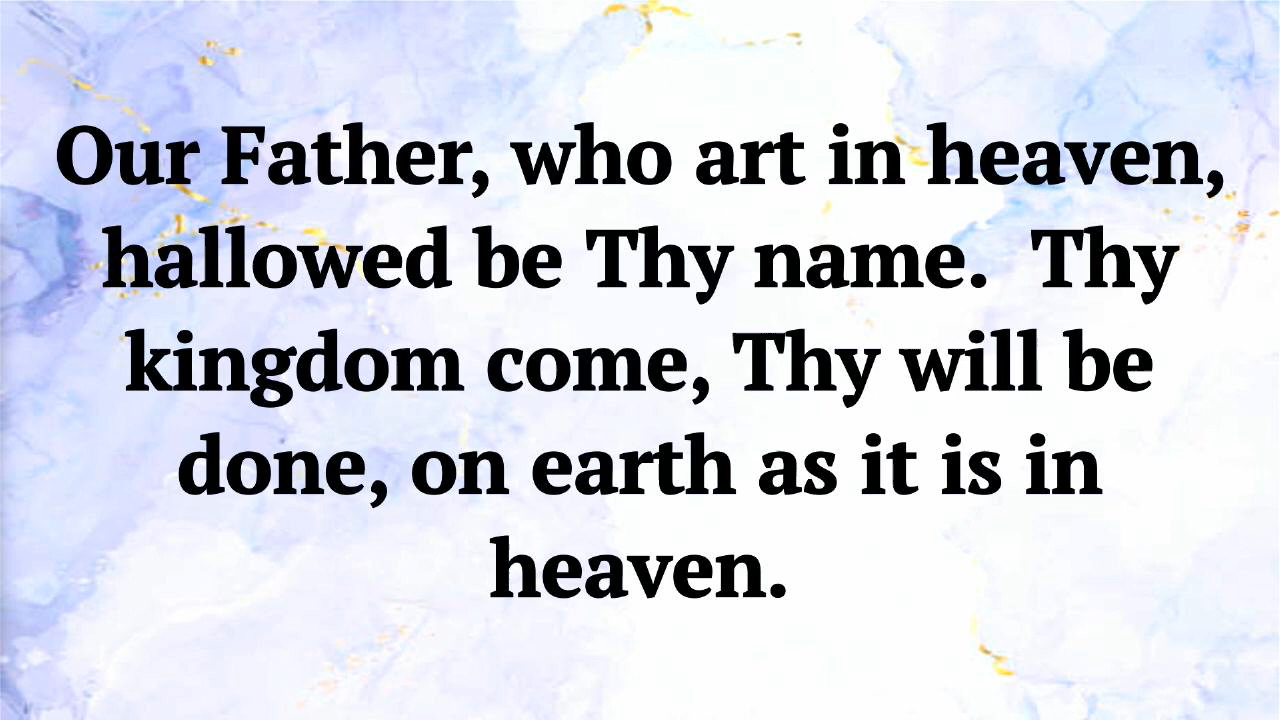 Our Father, who art in heaven,
hallowed be Thy name.  Thy
kingdom come, Thy will be
done, on earth as it is in
heaven.